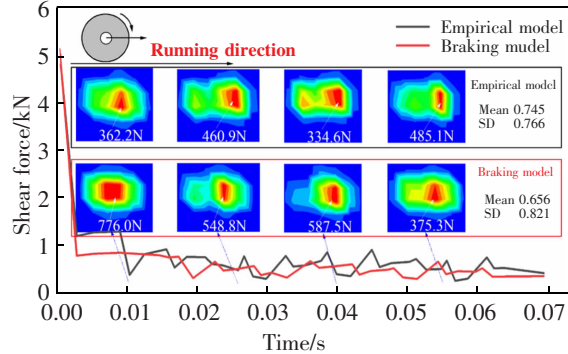 Empirical model
Braking mudel
Running direction
Shear force/kN
6
5
4
3
2
1
0
362.2N
460.9N
334.6N
485.1N
Empirical model
Mean 0.745
SD 0.766
776.0N
548.8N
587.5N
375.3N
Braking model
Mean 0.656
SD 0.821
0.00
0.01
0.02
0.03
0.04
0.05
0.06
0.07
Time/s